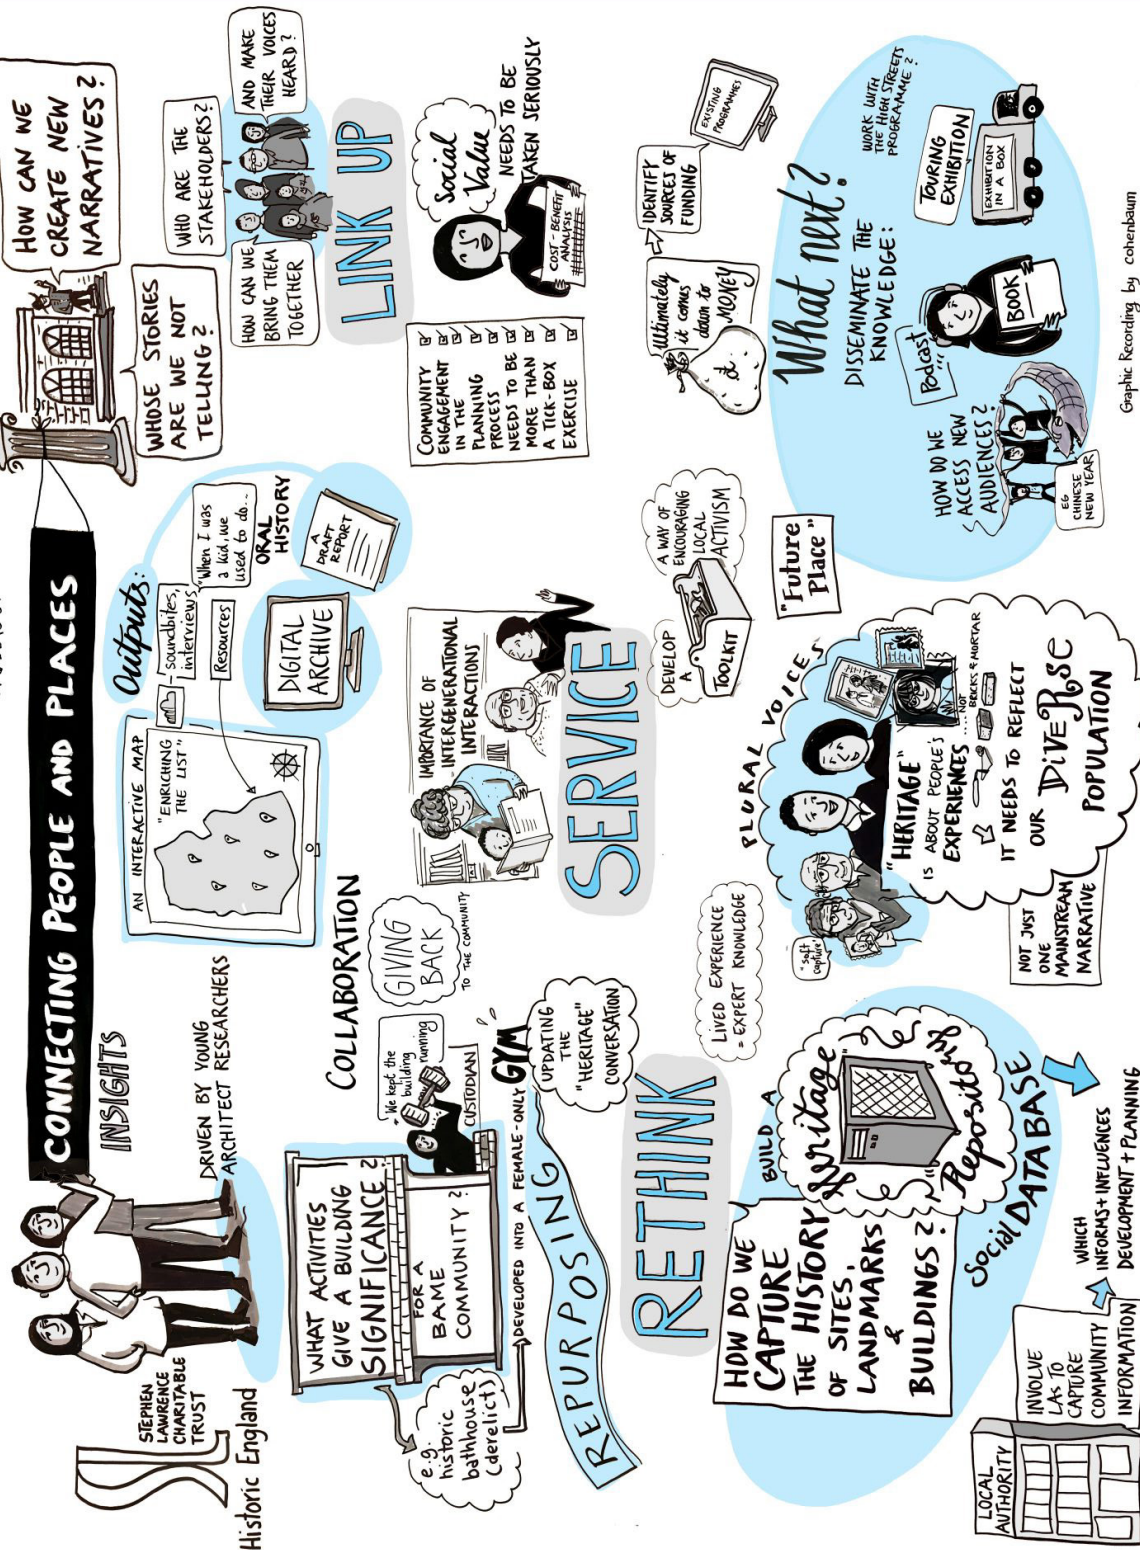 CONNECTING PEOPLE AND PLACES
STEPHEN
LAWRENCE
CHARITABLE
TRUST
Historic England
INSIGHTS
DRIVEN BY YOUNG
ARCHITECT RESEARCHERS
AN INTERACTIVE MAP
"ENRICHING
THE LIST"
Outputs:
- soundbites,
interviews
Resources
"When I was
a kid, we
used to do...
ORAL
HISTORY
DIGITAL
ARCHIVE
A
DRAFT
REPORT
HOW CAN WE
CREATE NEW
NARRATIVES?
WHOSE STORIES
ARE WE NOT
TELLING?
WHO ARE THE
STAKEHOLDERS?
HOW CAN WE
BRING THEM
TOGETHER
AND MAKE
THEIR VOICES
HEARD?
LINK UP
WHAT ACTIVITIES
GIVE A BUILDING
SIGNIFICANCE?
FOR A
BAME
COMMUNITY?
"We kept the
building
running
CUSTODIAN
e.g.
historic
bathhouse
(derelict)
DEVELOPED INTO A FEMALE-ONLY GYM
REPURPOSING
UPDATING
THE
"HERITAGE"
CONVERSATION
COLLABORATION
GIVING
BACK
TO THE COMMUNITY
IMPORTANCE OF
INTERGENERATIONAL
INTERACTIONS
SERVICE
COMMUNITY
ENGAGEMENT
IN THE
PLANNING
PROCESS
NEEDS TO BE
MORE THAN
A TICK-BOX
EXERCISE
Social
Value
NEEDS TO BE
TAKEN SERIOUSLY
COST-BENEFIT
ANALYSIS
RETHINK
LIVED EXPERIENCE
= EXPERT KNOWLEDGE
DEVELOP
A
TOOLKIT
A WAY OF
ENCOURAGING
LOCAL
ACTIVISM
Ultimately
it comes
down to
MONEY
£
IDENTIFY
SOURCES OF
FUNDING
EXISTING
PROGRAMMES
HOW DO WE
CAPTURE
THE HISTORY
OF SITES,
LANDMARKS
&
BUILDINGS?
BUILD A
"Heritage
Repository"
Social DATABASE
WHICH
INFORMS + INFLUENCES
DEVELOPMENT + PLANNING
LOCAL
AUTHORITY
INVOLVE
LAs TO
CAPTURE
COMMUNITY
INFORMATION
PLURAL VOICES
"soft
capture"
"HERITAGE"
IS ABOUT PEOPLE'S
EXPERIENCES
... NOT
BRICKS & MORTAR
IT NEEDS TO REFLECT
OUR DIVERSE
POPULATION
NOT JUST
ONE
MAINSTREAM
NARRATIVE
"Future
Place"
What next?
DISSEMINATE THE
KNOWLEDGE:
WORK WITH
THE HIGH STREETS
PROGRAMME?
Podcast
BOOK
TOURING
EXHIBITION
EXHIBITION
IN A BOX
HOW DO WE
ACCESS NEW
AUDIENCES?
EG
CHINESE
NEW YEAR
Graphic Recording by cohenbaum